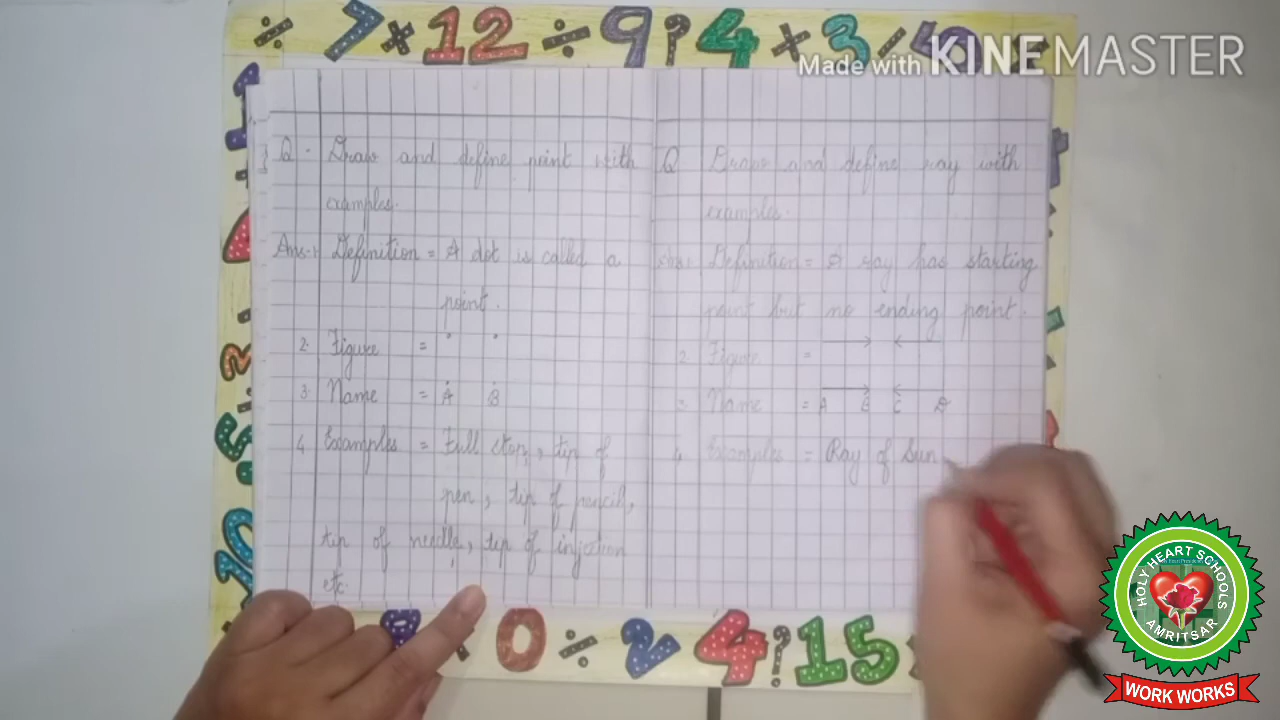 ÷ 7 × 12 ÷ 9 ? 4 + 3 /
Made with KINEMASTER
Q. Draw and define point with
examples.
Ans-1 Definition = A dot is called a
point.
2. Figure =
3. Name = A B
4 Examples = Full stop, tip of
pen, tip of pencil,
tip of needle, tip of injection
etc.
Q Draw and define ray with
examples.
Ans 1 Definition = A ray has starting
point but no ending point.
2. Figure =
3. Name = A B C D
4. Examples = Ray of Sun,
10
0 ÷ 2 4 ? 15
HOLY HEART SCHOOLS
AMRITSAR
WORK WORKS